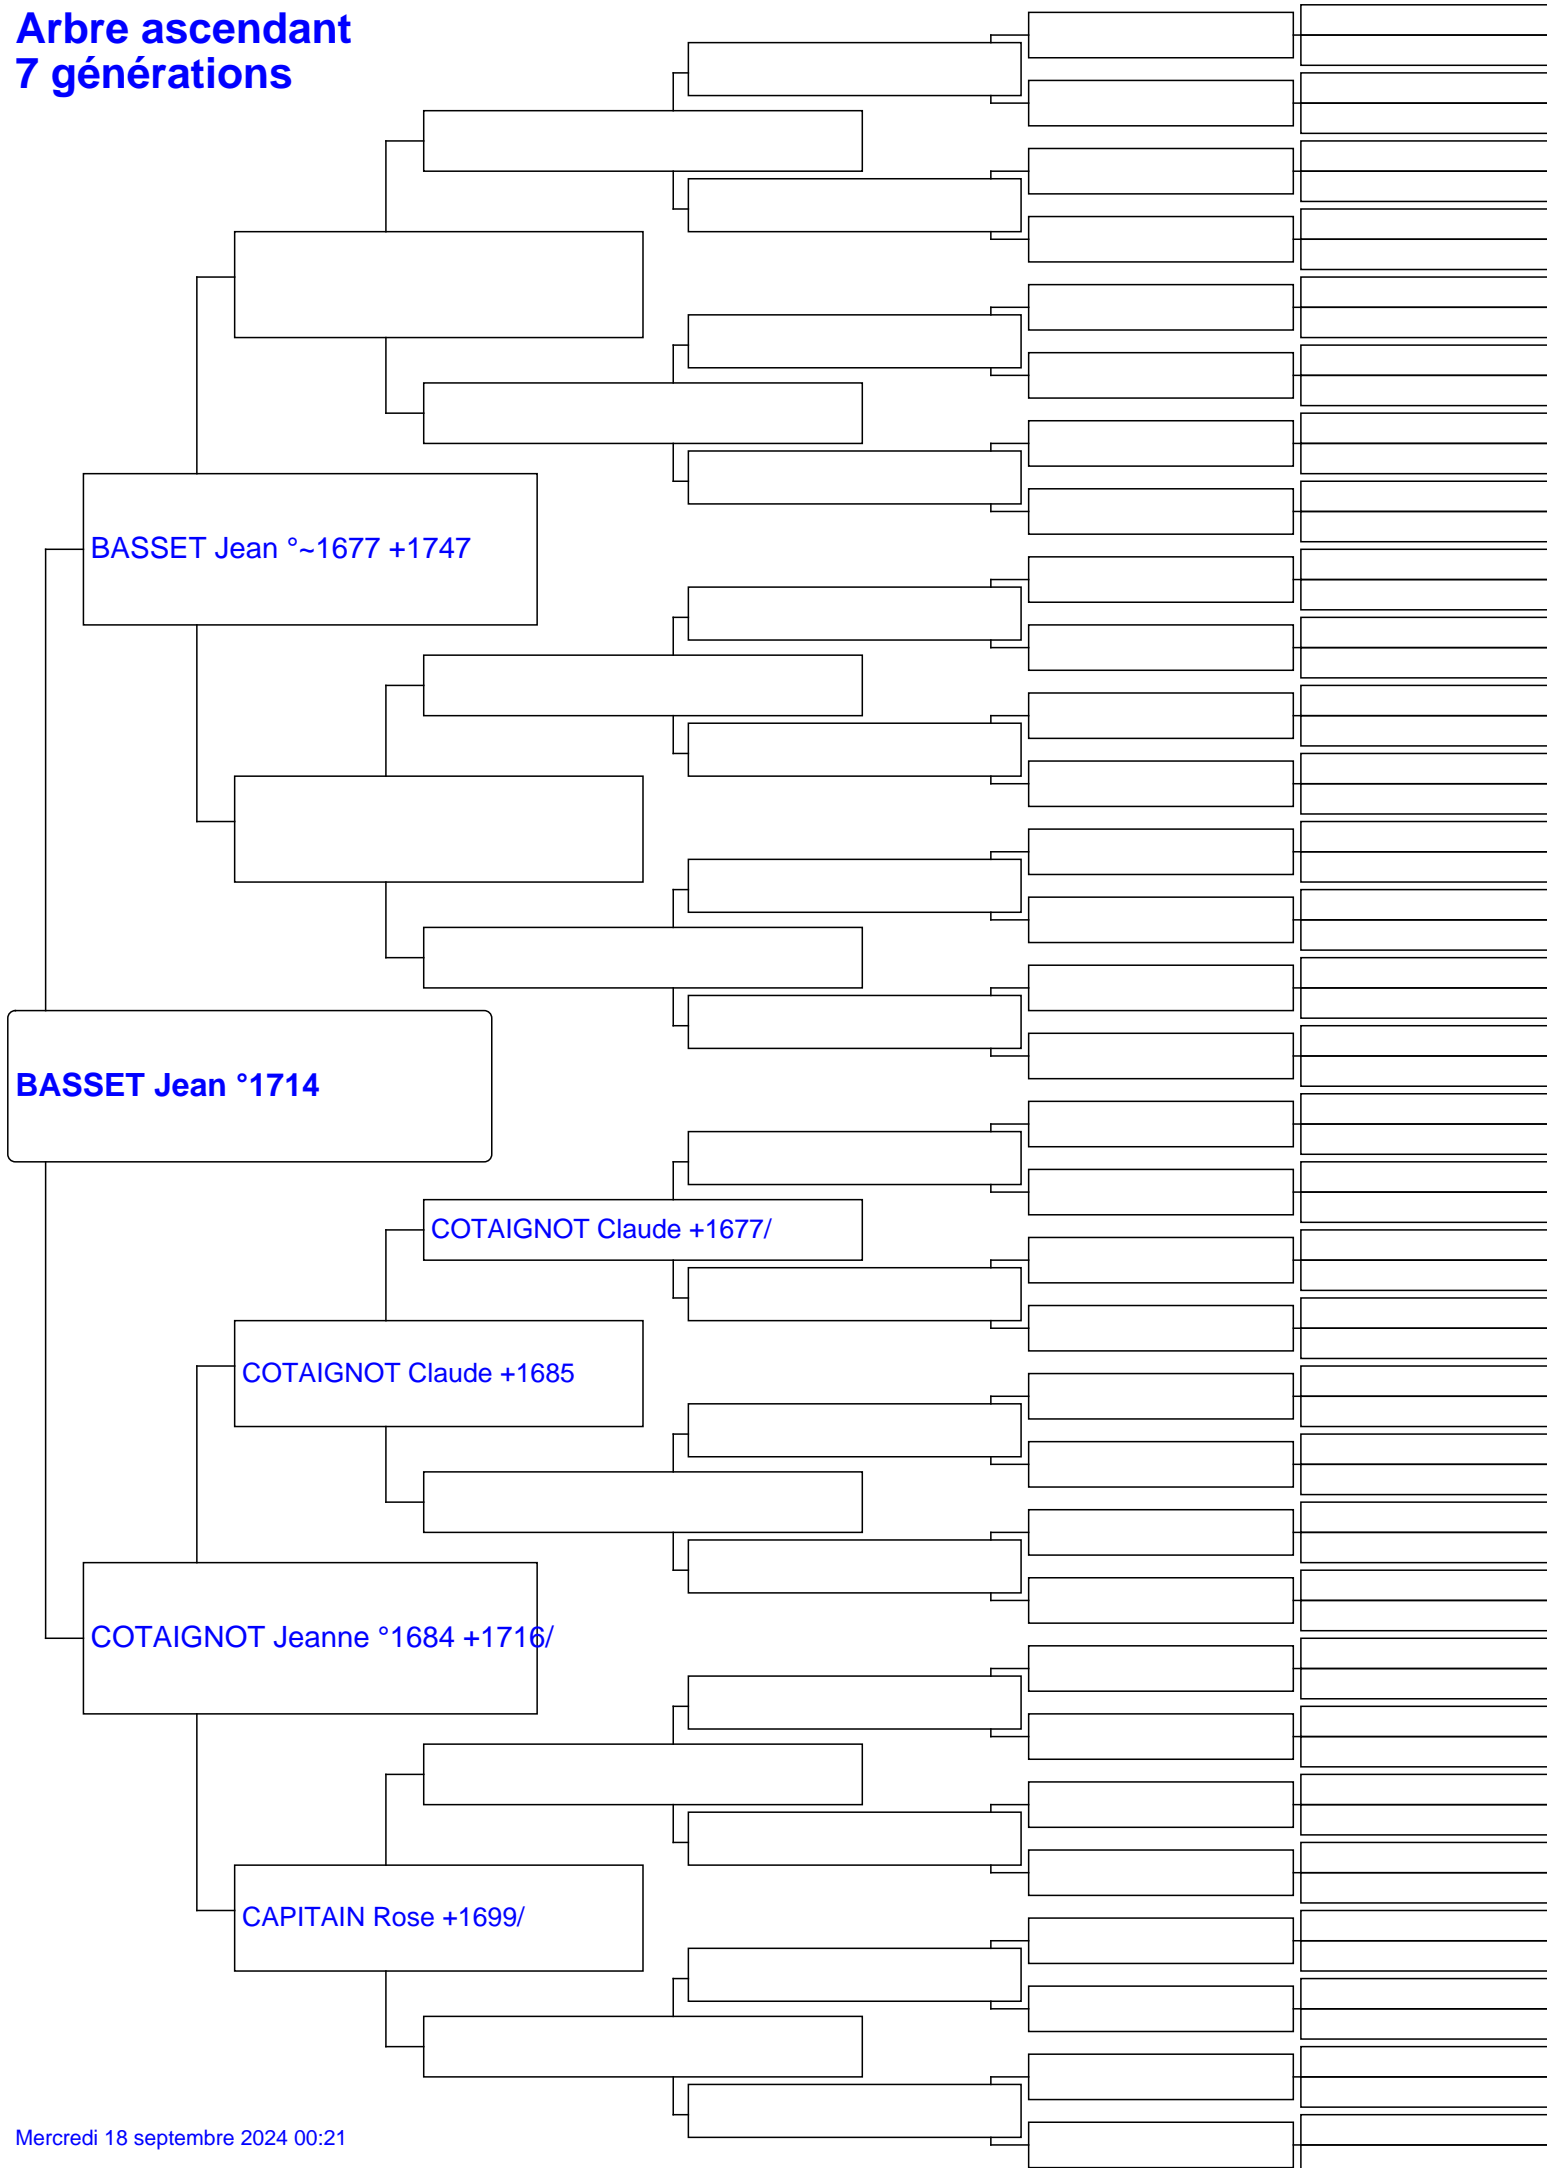 Arbre ascendant
7 générations
BASSET Jean °~1677 +1747
BASSET Jean °1714
COTAIGNOT Claude +1677/
COTAIGNOT Claude +1685
COTAIGNOT Jeanne °1684 +1716/
CAPITAIN Rose +1699/
Mercredi 18 septembre 2024 00:21